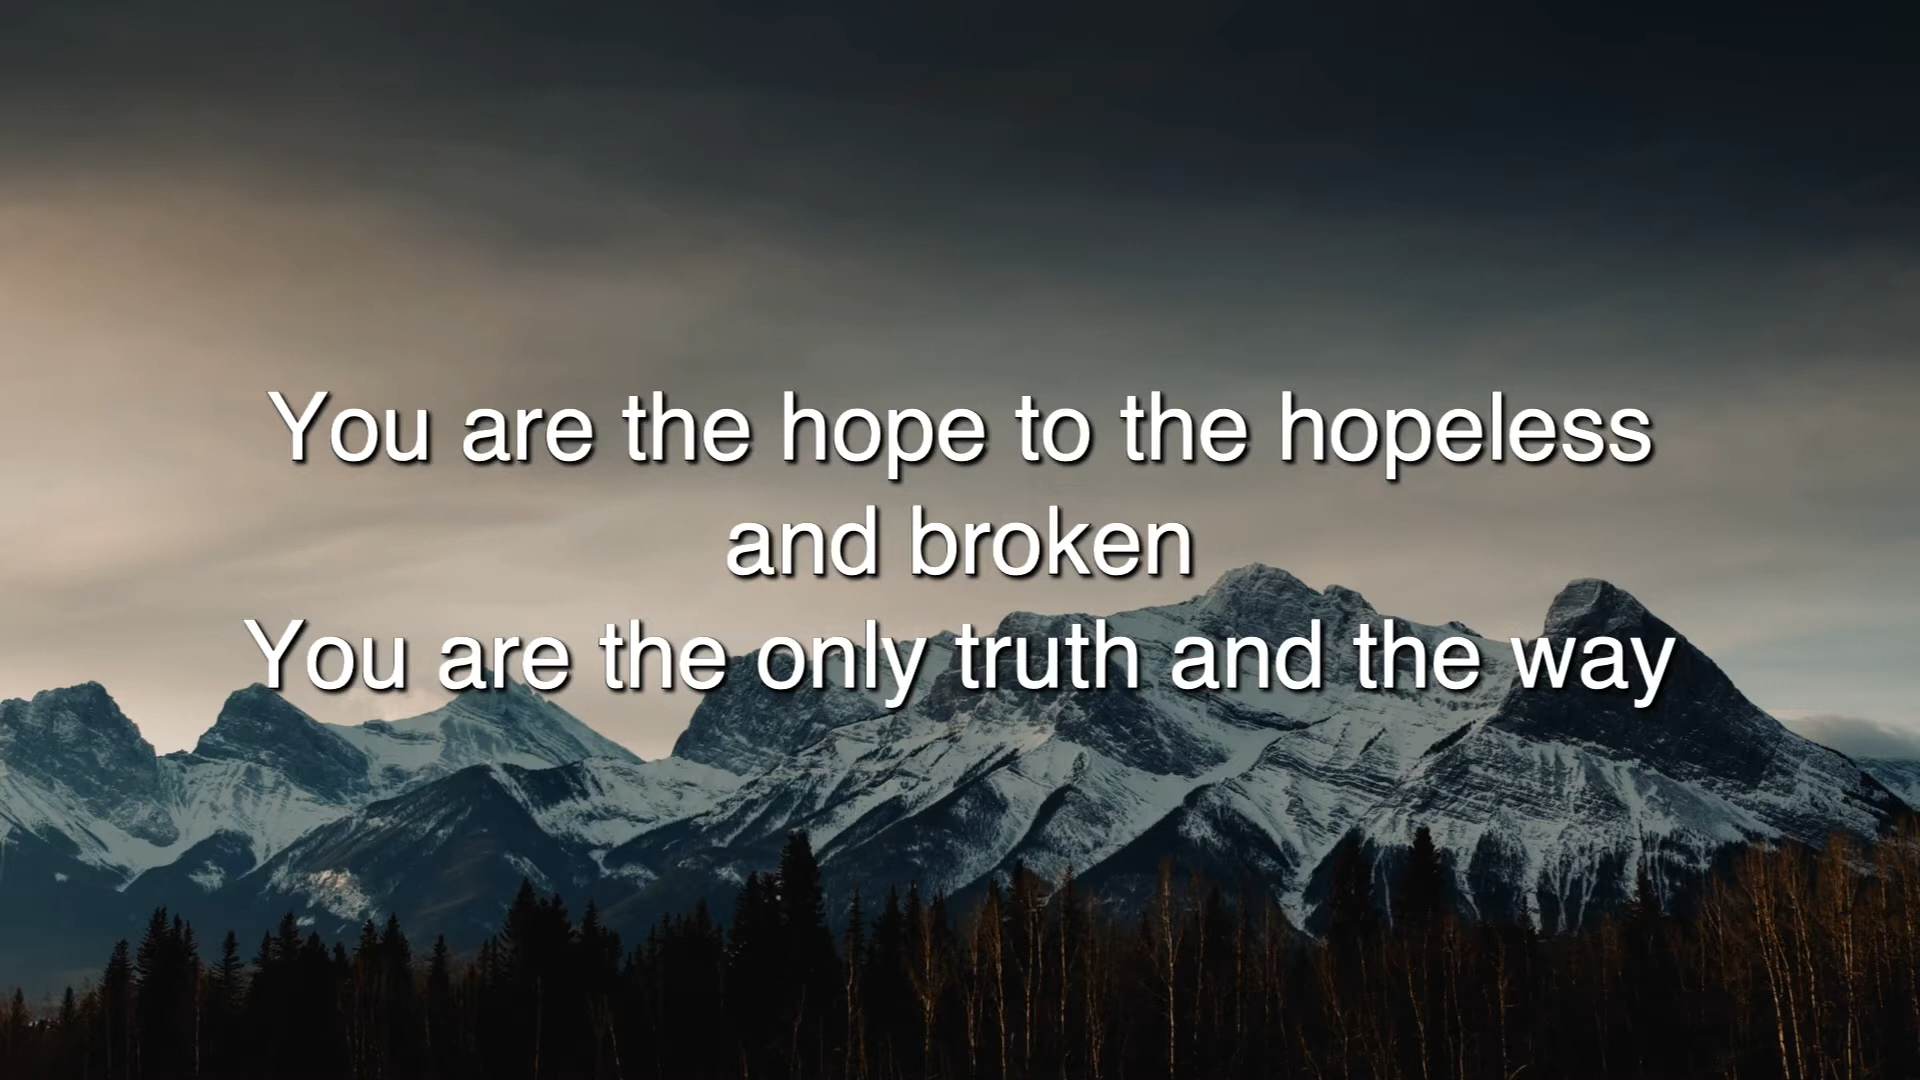 You are the hope to the hopeless
and broken
You are the only truth and the way